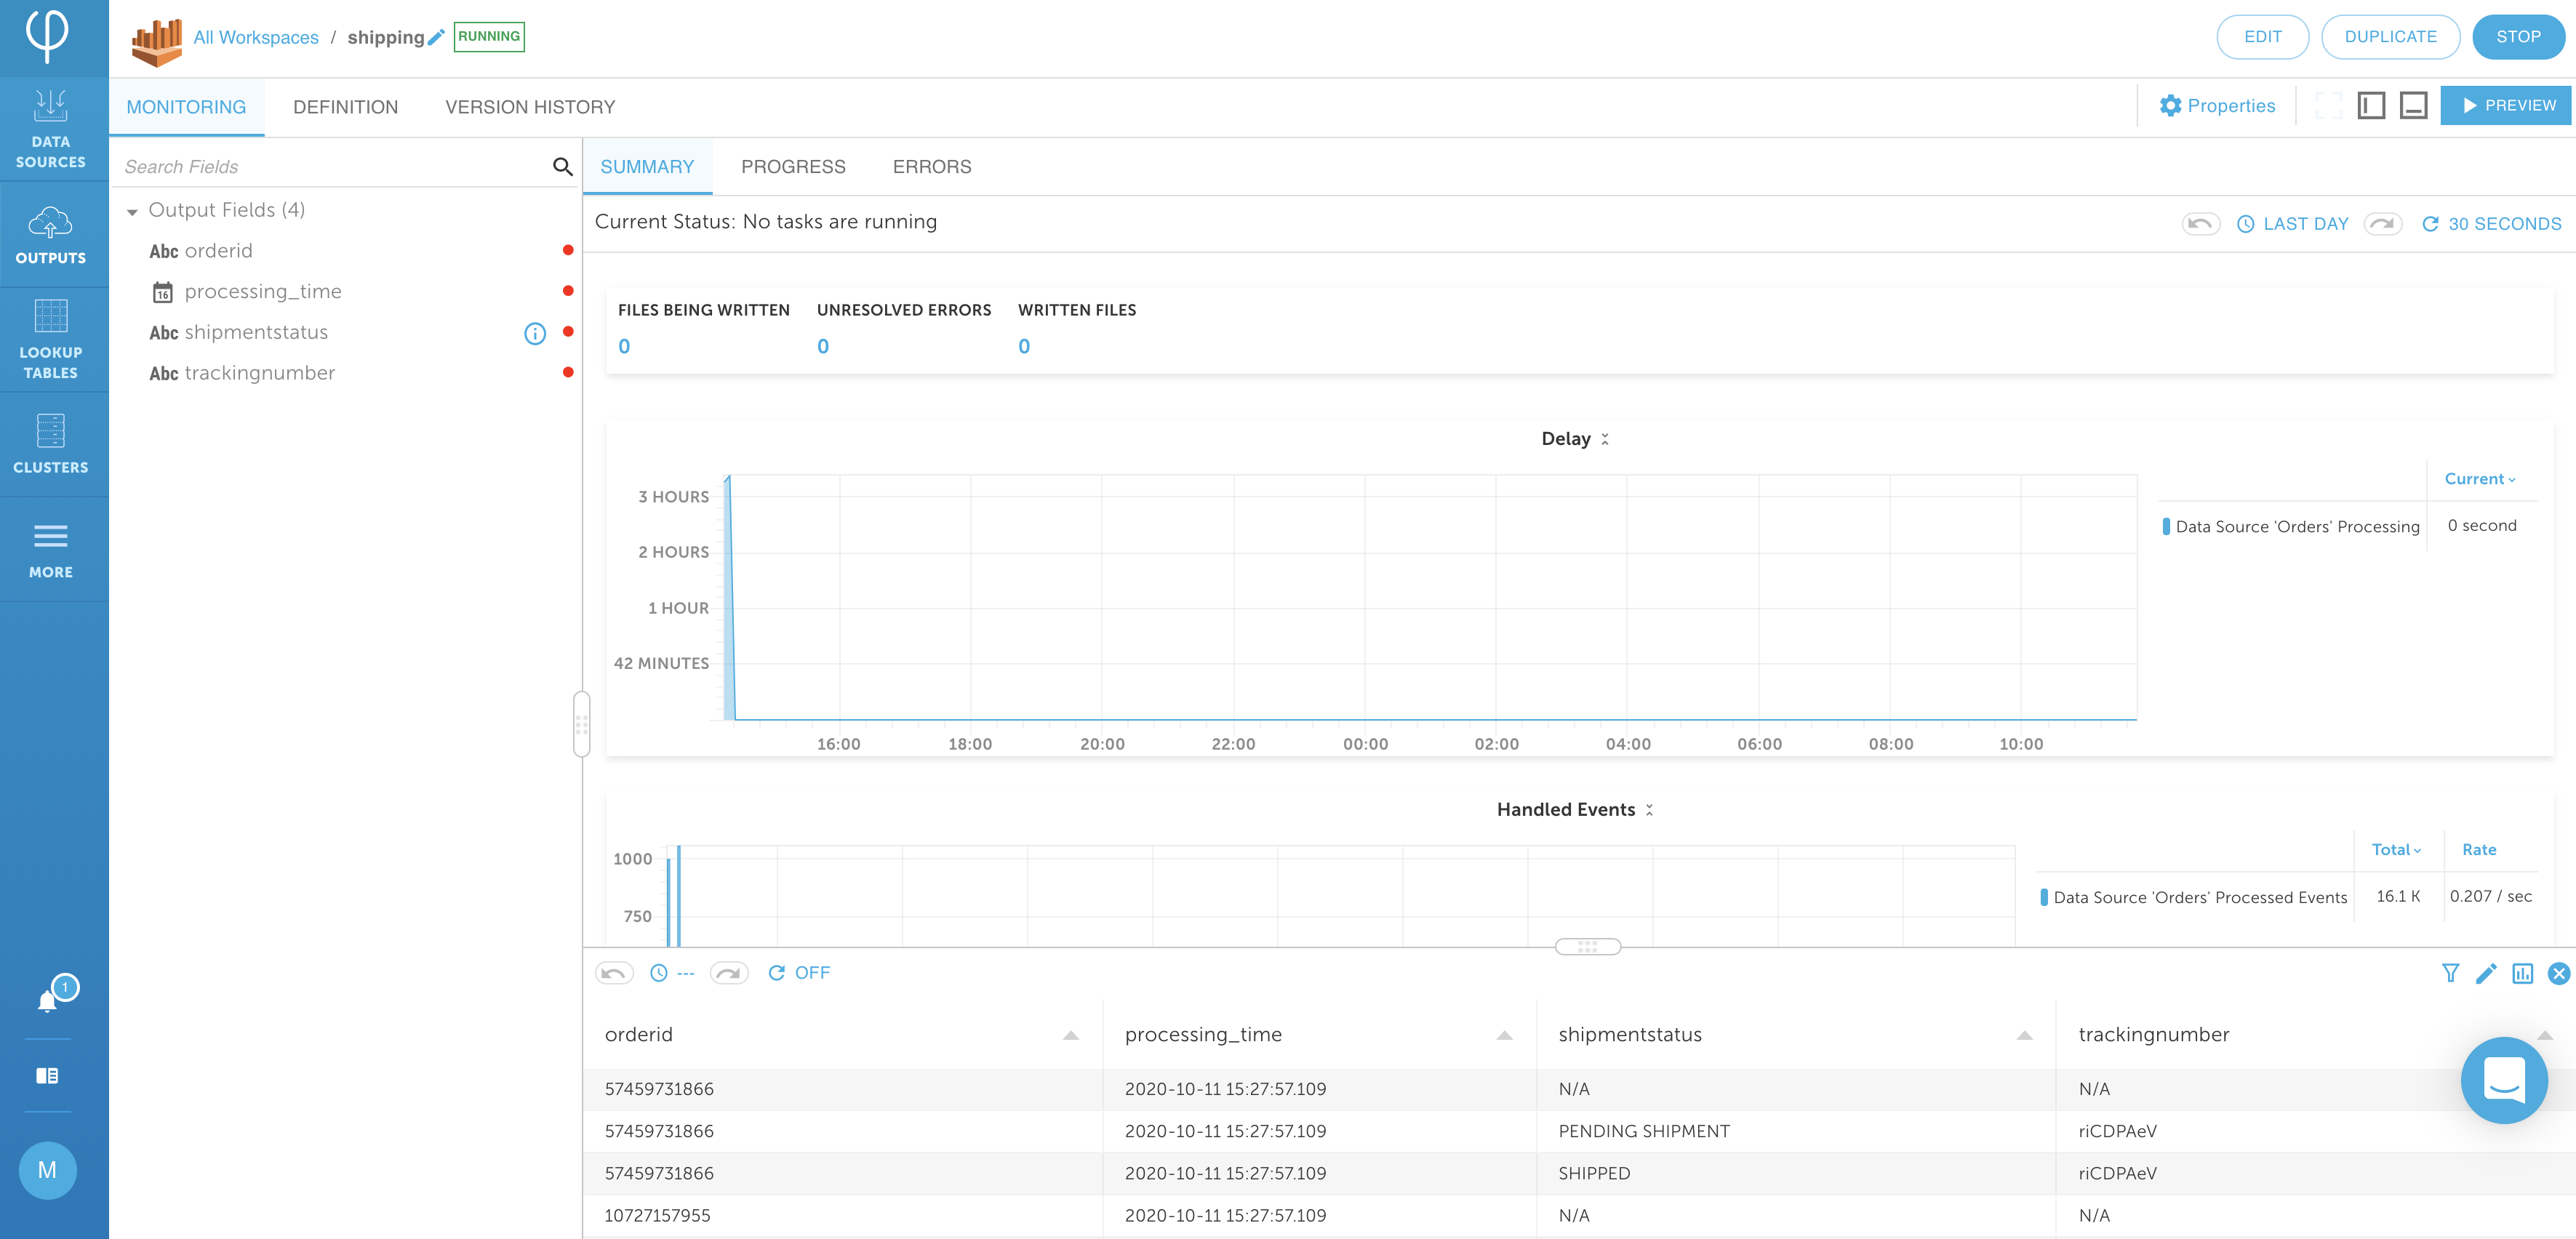 φ
All Workspaces / shipping RUNNING
EDIT DUPLICATE STOP
DATA SOURCES
OUTPUTS
LOOKUP TABLES
CLUSTERS
MORE
1
M
MONITORING DEFINITION VERSION HISTORY
Properties PREVIEW
Search Fields
Output Fields (4)
Abc orderid
16 processing_time
Abc shipmentstatus
Abc trackingnumber
SUMMARY PROGRESS ERRORS
Current Status: No tasks are running
LAST DAY 30 SECONDS
FILES BEING WRITTEN UNRESOLVED ERRORS WRITTEN FILES
0 0 0
Delay
3 HOURS
2 HOURS
1 HOUR
42 MINUTES
16:00 18:00 20:00 22:00 00:00 02:00 04:00 06:00 08:00 10:00
Current
Data Source 'Orders' Processing 0 second
Handled Events
1000
750
Total Rate
Data Source 'Orders' Processed Events 16.1 K 0.207 / sec
--- OFF
orderid processing_time shipmentstatus trackingnumber
57459731866 2020-10-11 15:27:57.109 N/A N/A
57459731866 2020-10-11 15:27:57.109 PENDING SHIPMENT riCDPAeV
57459731866 2020-10-11 15:27:57.109 SHIPPED riCDPAeV
10727157955 2020-10-11 15:27:57.109 N/A N/A